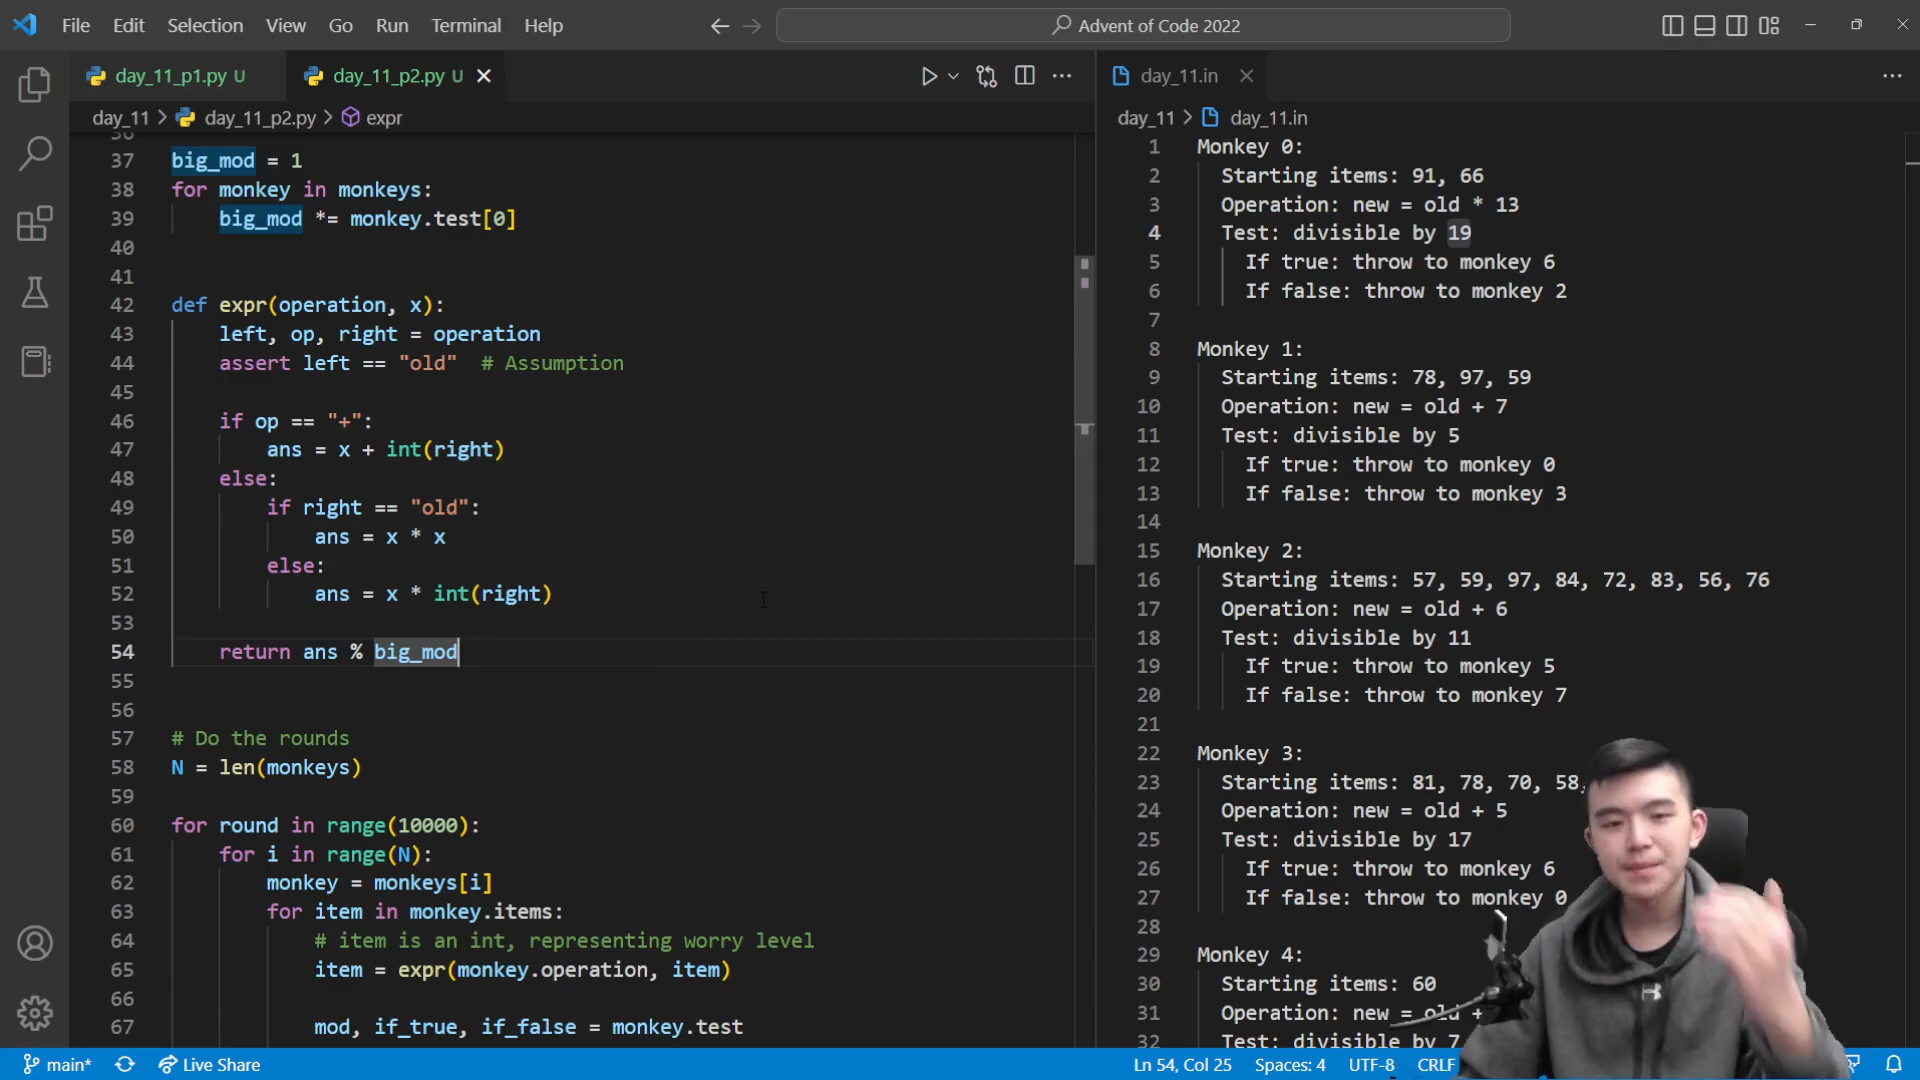 File Edit Selection View Go Run Terminal Help
Advent of Code 2022
day_11_p1.py U
day_11_p2.py U
day_11 > day_11_p2.py > expr
37 big_mod = 1
38 for monkey in monkeys:
39 big_mod *= monkey.test[0]
40
41
42 def expr(operation, x):
43 left, op, right = operation
44 assert left == "old" # Assumption
45
46 if op == "+":
47 ans = x + int(right)
48 else:
49 if right == "old":
50 ans = x * x
51 else:
52 ans = x * int(right)
53
54 return ans % big_mod
55
56
57 # Do the rounds
58 N = len(monkeys)
59
60 for round in range(10000):
61 for i in range(N):
62 monkey = monkeys[i]
63 for item in monkey.items:
64 # item is an int, representing worry level
65 item = expr(monkey.operation, item)
66
67 mod, if_true, if_false = monkey.test
day_11.in
day_11 > day_11.in
1 Monkey 0:
2 Starting items: 91, 66
3 Operation: new = old * 13
4 Test: divisible by 19
5 If true: throw to monkey 6
6 If false: throw to monkey 2
7
8 Monkey 1:
9 Starting items: 78, 97, 59
10 Operation: new = old + 7
11 Test: divisible by 5
12 If true: throw to monkey 0
13 If false: throw to monkey 3
14
15 Monkey 2:
16 Starting items: 57, 59, 97, 84, 72, 83, 56, 76
17 Operation: new = old + 6
18 Test: divisible by 11
19 If true: throw to monkey 5
20 If false: throw to monkey 7
21
22 Monkey 3:
23 Starting items: 81, 78, 70, 58,
24 Operation: new = old + 5
25 Test: divisible by 17
26 If true: throw to monkey 6
27 If false: throw to monkey 0
28
29 Monkey 4:
30 Starting items: 60
31 Operation: new = old +
32 Test: divisible by 7
main* Live Share
Ln 54, Col 25 Spaces: 4 UTF-8 CRLF